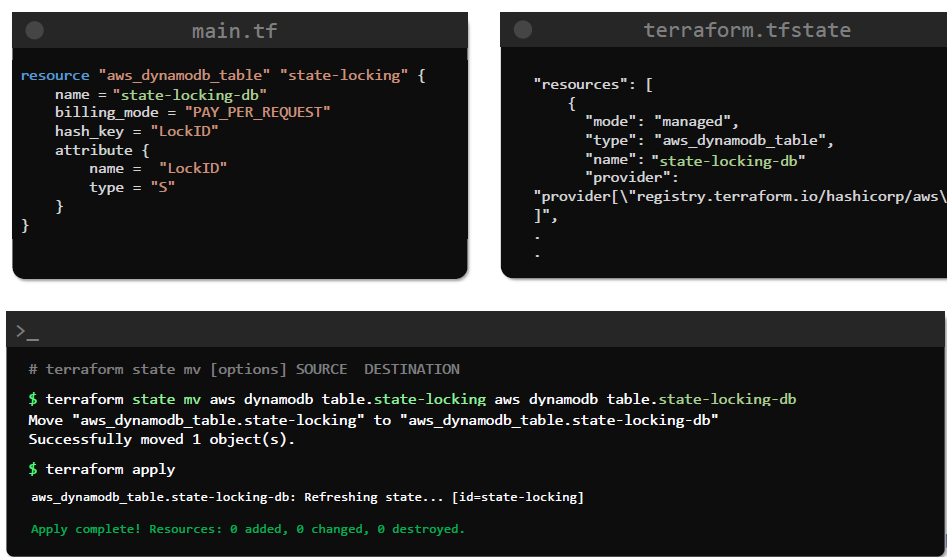 main.tf
resource "aws_dynamodb_table" "state-locking" {
name = "state-locking-db"
billing_mode = "PAY_PER_REQUEST"
hash_key = "LockID"
attribute {
name =  "LockID"
type = "S"
}
}
terraform.tfstate
"resources": [
{
"mode": "managed",
"type": "aws_dynamodb_table",
"name": "state-locking-db"
"provider":
"provider[\"registry.terraform.io/hashicorp/aws\
]",
.
.
>_
# terraform state mv [options] SOURCE  DESTINATION
$ terraform state mv aws dynamodb table.state-locking aws dynamodb table.state-locking-db
Move "aws_dynamodb_table.state-locking" to "aws_dynamodb_table.state-locking-db"
Successfully moved 1 object(s).
$ terraform apply
aws_dynamodb_table.state-locking-db: Refreshing state... [id=state-locking]
Apply complete! Resources: 0 added, 0 changed, 0 destroyed.